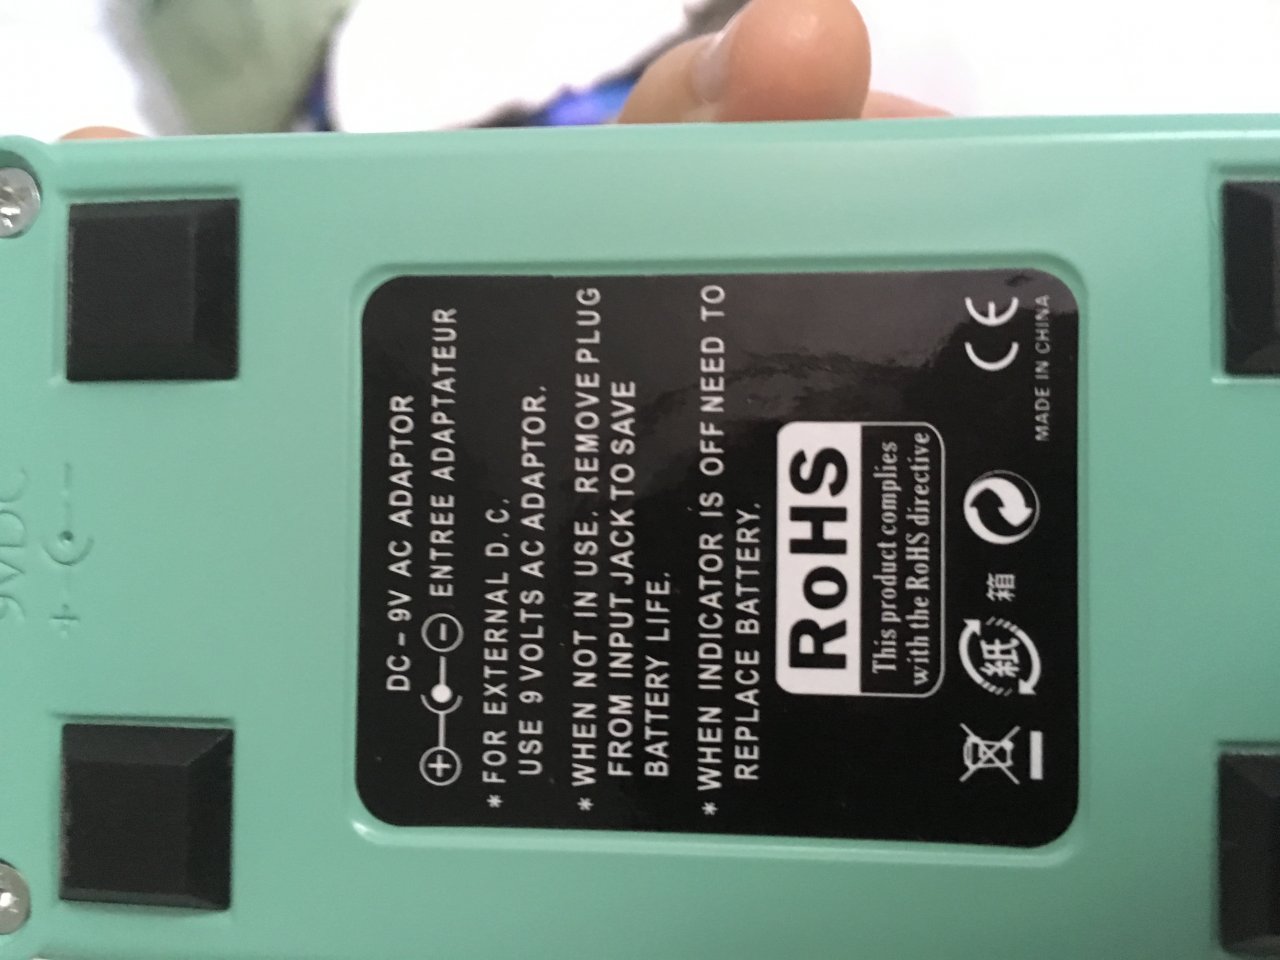 9VDC
+ -
DC - 9V AC ADAPTOR
+ - ENTREE ADAPTATEUR
* FOR EXTERNAL D.C.
USE 9 VOLTS AC ADAPTOR.
* WHEN NOT IN USE. REMOVE PLUG
FROM INPUT JACK TO SAVE
BATTERY LIFE.
* WHEN INDICATOR IS OFF NEED TO
REPLACE BATTERY.
RoHS
This product complies
with the RoHS directive
紙 箱 CE
MADE IN CHINA